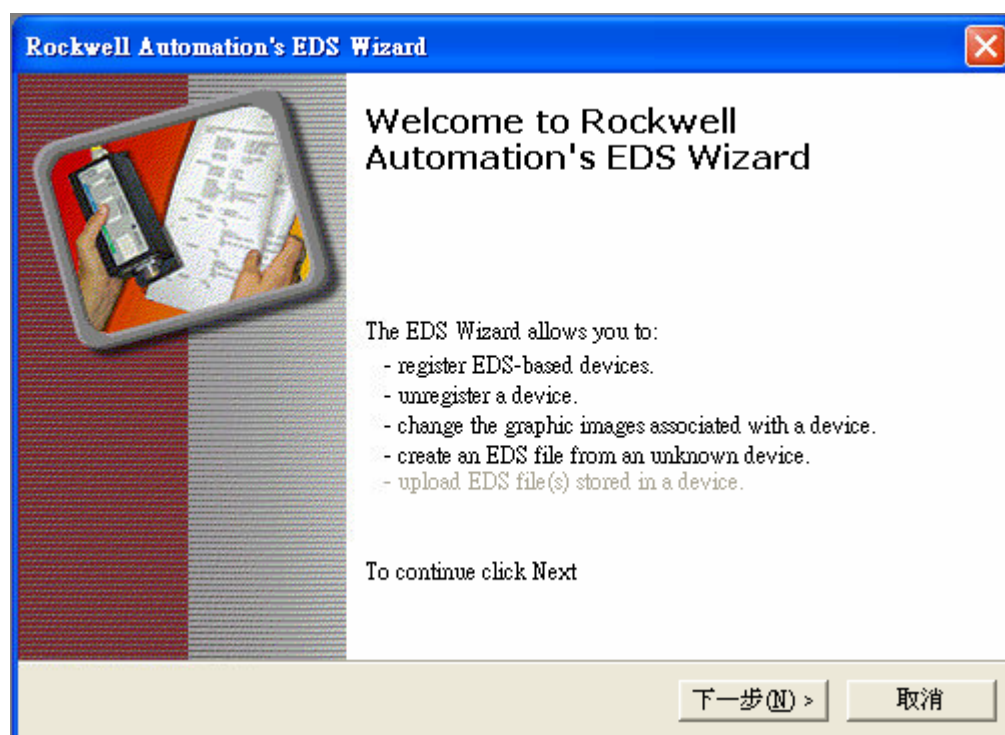 Rockwell Automation's EDS Wizard
Welcome to Rockwell
Automation's EDS Wizard
The EDS Wizard allows you to:
- register EDS-based devices.
- unregister a device.
- change the graphic images associated with a device.
- create an EDS file from an unknown device.
- upload EDS file(s) stored in a device.
To continue click Next
下一步(N) >
取消